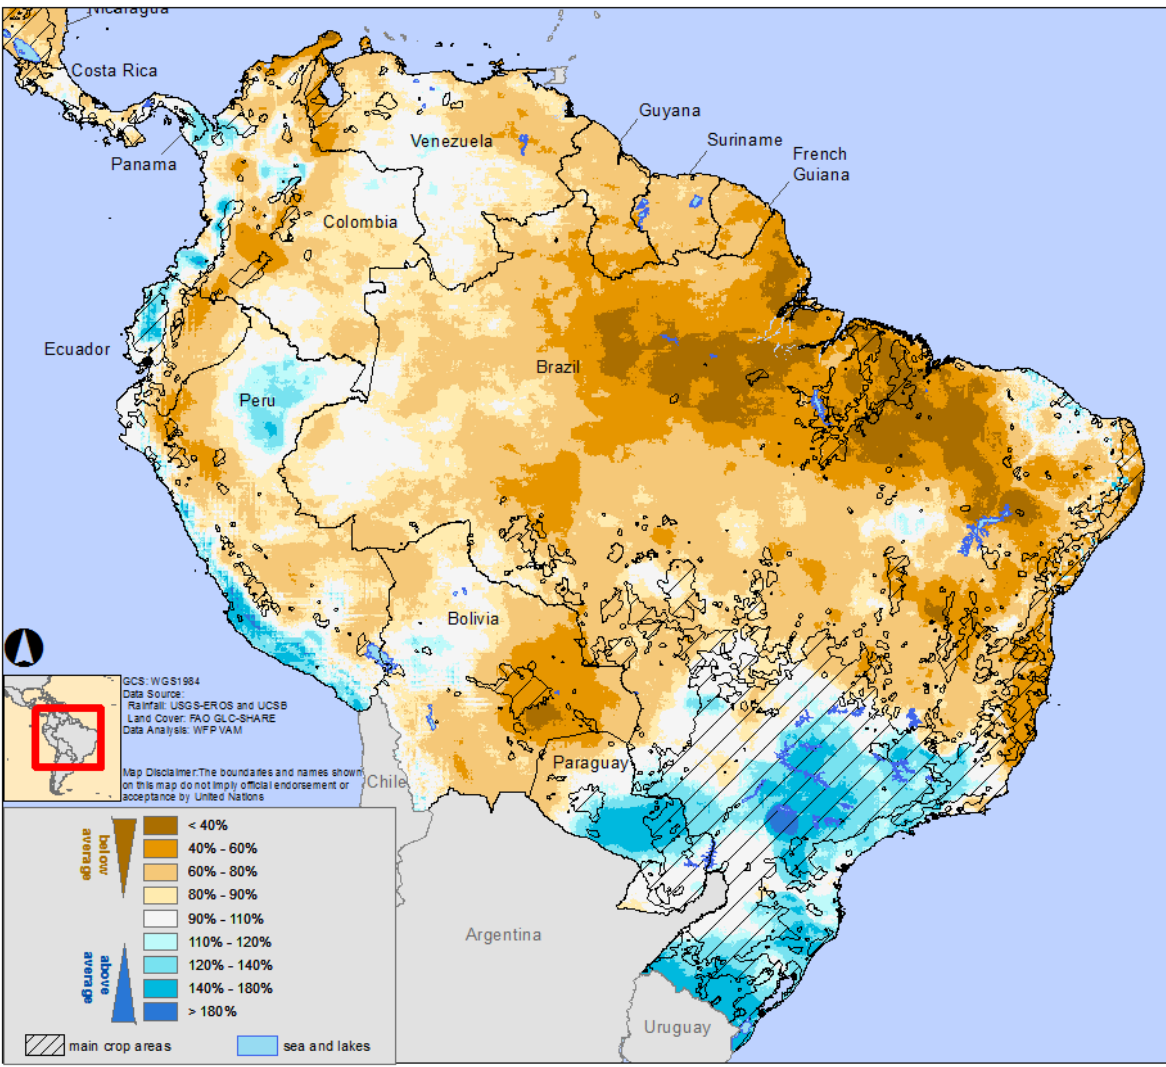 Nicaragua
Costa Rica
Panama
Venezuela
Guyana
Suriname
French
Guiana
Colombia
Ecuador
Peru
Brazil
Bolivia
Paraguay
Chile
Argentina
Uruguay
GCS: WGS1984
Data Source:
Rainfall: USGS-EROS and UCSB
Land Cover: FAO GLC-SHARE
Data Analysis: WFP VAM
Map Disclaimer:The boundaries and names shown
on this map do not imply official endorsement or
acceptance by United Nations
below
average
< 40%
40% - 60%
60% - 80%
80% - 90%
90% - 110%
110% - 120%
120% - 140%
140% - 180%
> 180%
above
average
main crop areas
sea and lakes